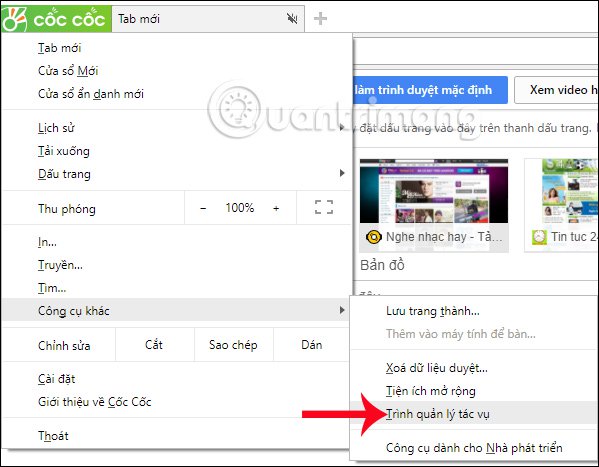 cốc cốc
Tab mới
Tab mới
Cửa sổ Mới
Cửa sổ ẩn danh mới
Lịch sử
Tải xuống
Dấu trang
Thu phóng − 100% +
In...
Truyền...
Tìm...
Công cụ khác
Chỉnh sửa Cắt Sao chép Dán
Cài đặt
Giới thiệu về Cốc Cốc
Thoát
làm trình duyệt mặc định
Xem video h
Quantrimang
y đặt dấu trang vào đây trên thanh dấu trang.
Nghe nhạc hay - Tả...
Tin tuc 24
Bản đồ
Lưu trang thành...
Thêm vào máy tính để bàn...
Xoá dữ liệu duyệt...
Tiện ích mở rộng
Trình quản lý tác vụ
Công cụ dành cho Nhà phát triển